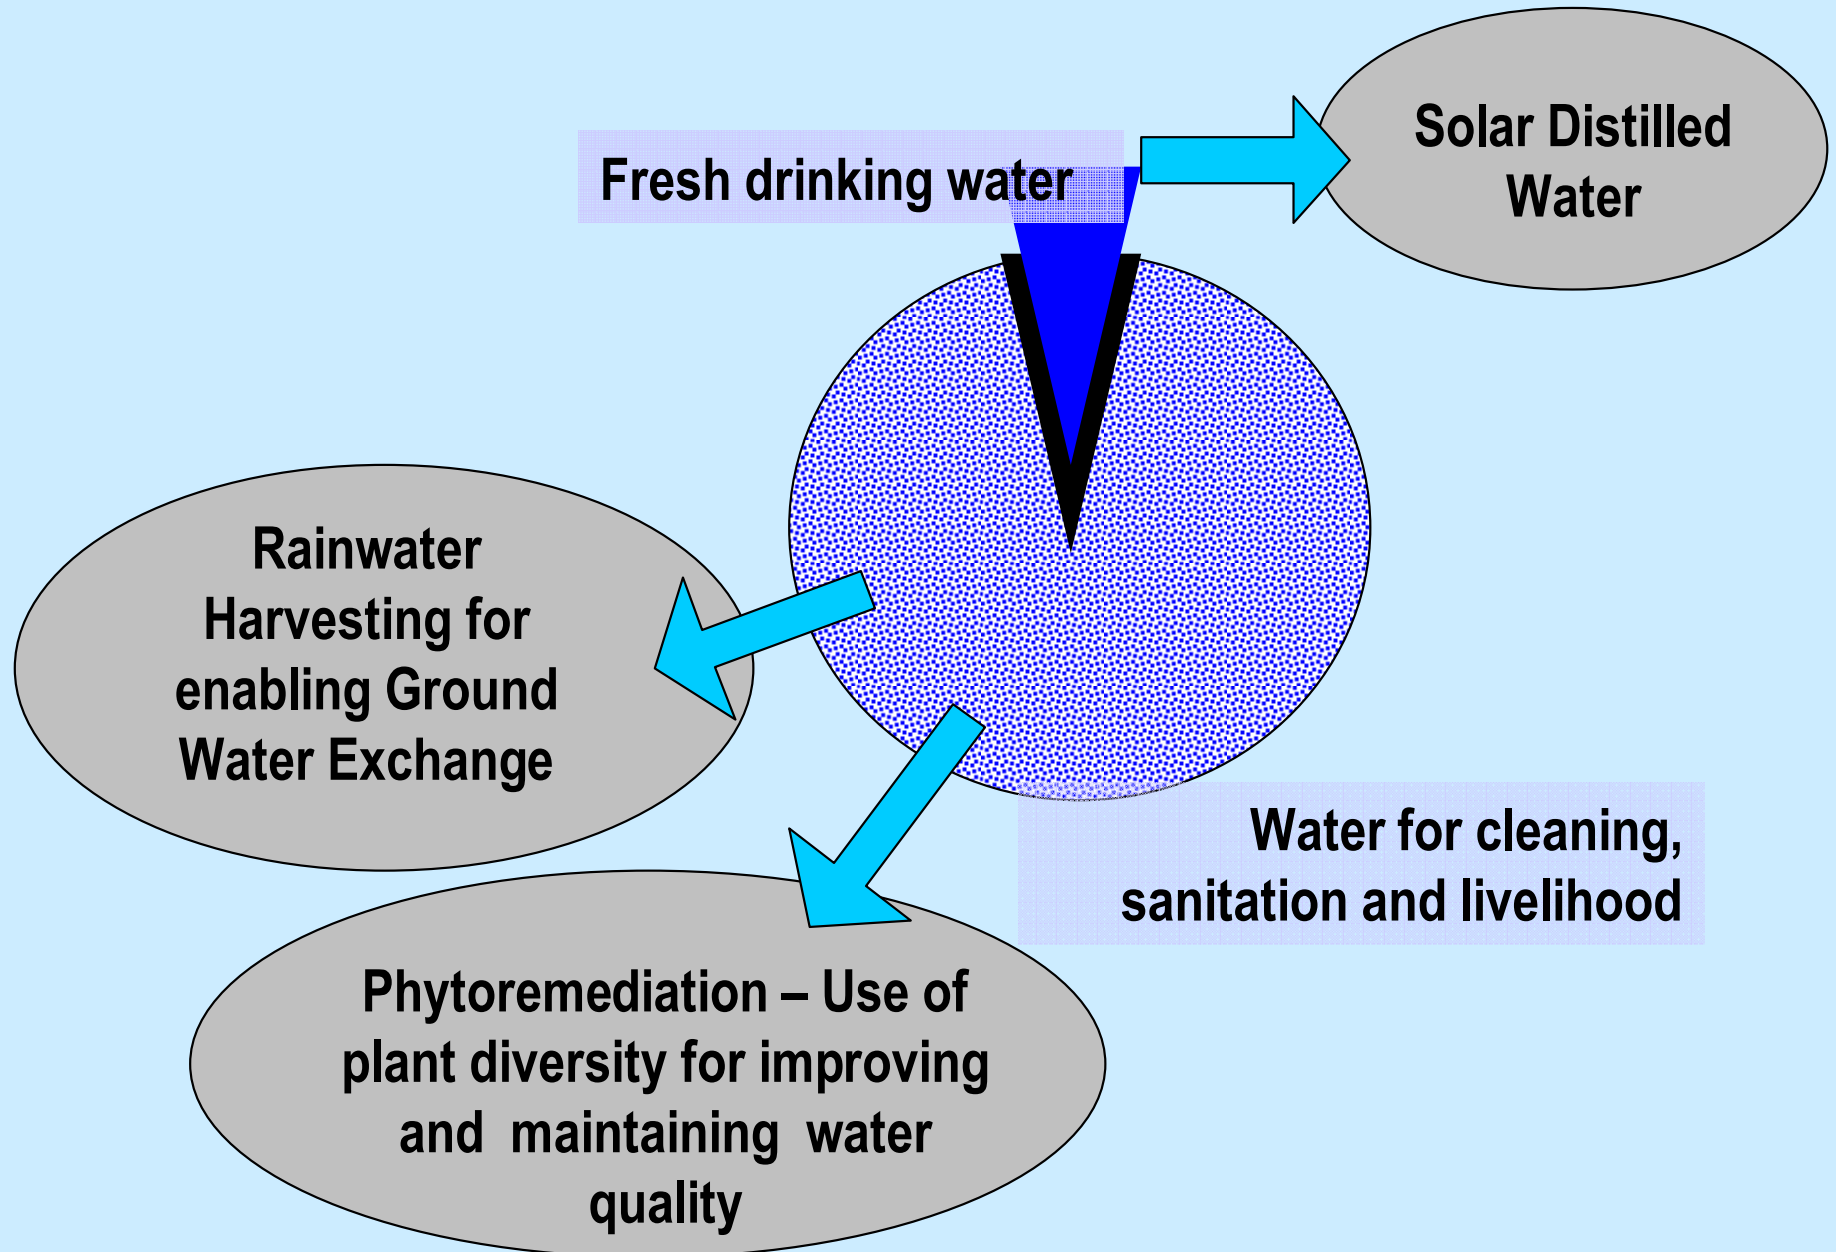 Solar Distilled
Water
Fresh drinking water
Rainwater
Harvesting for
enabling Ground
Water Exchange
Water for cleaning,
sanitation and livelihood
Phytoremediation – Use of
plant diversity for improving
and maintaining water
quality